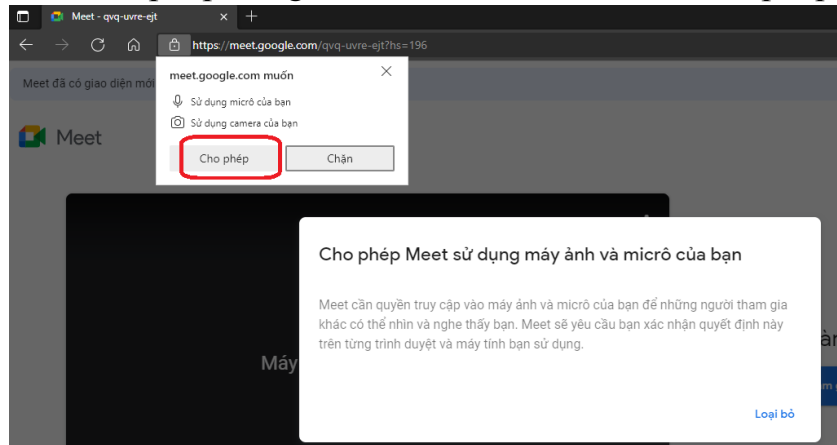 Meet - qvq-uvre-ejt
https://meet.google.com/qvq-uvre-ejt?hs=196
Meet đã có giao diện mới
meet.google.com muốn
Sử dụng micrô của bạn
Sử dụng camera của bạn
Cho phép
Chặn
Meet
Cho phép Meet sử dụng máy ảnh và micrô của bạn
Meet cần quyền truy cập vào máy ảnh và micrô của bạn để những người tham gia
khác có thể nhìn và nghe thấy bạn. Meet sẽ yêu cầu bạn xác nhận quyết định này
trên từng trình duyệt và máy tính bạn sử dụng.
Máy
Loại bỏ